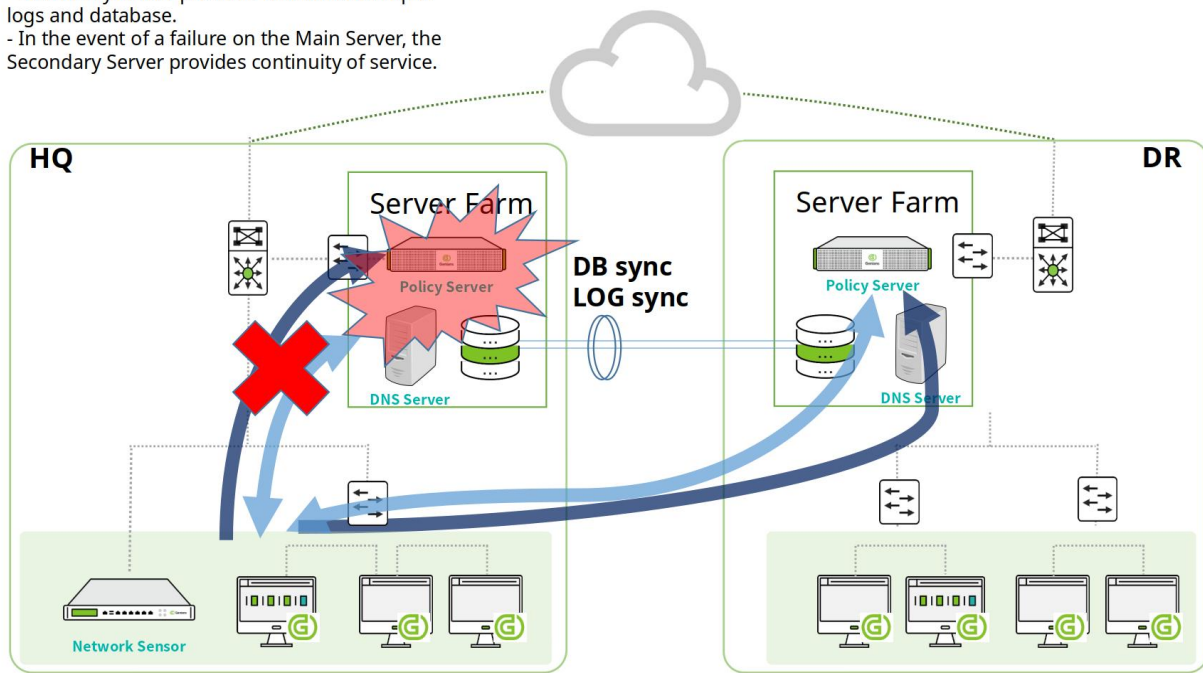 logs and database.
- In the event of a failure on the Main Server, the
Secondary Server provides continuity of service.
HQ
DR
Server Farm
Server Farm
Policy Server
Policy Server
DB sync
LOG sync
DNS Server
DNS Server
Network Sensor